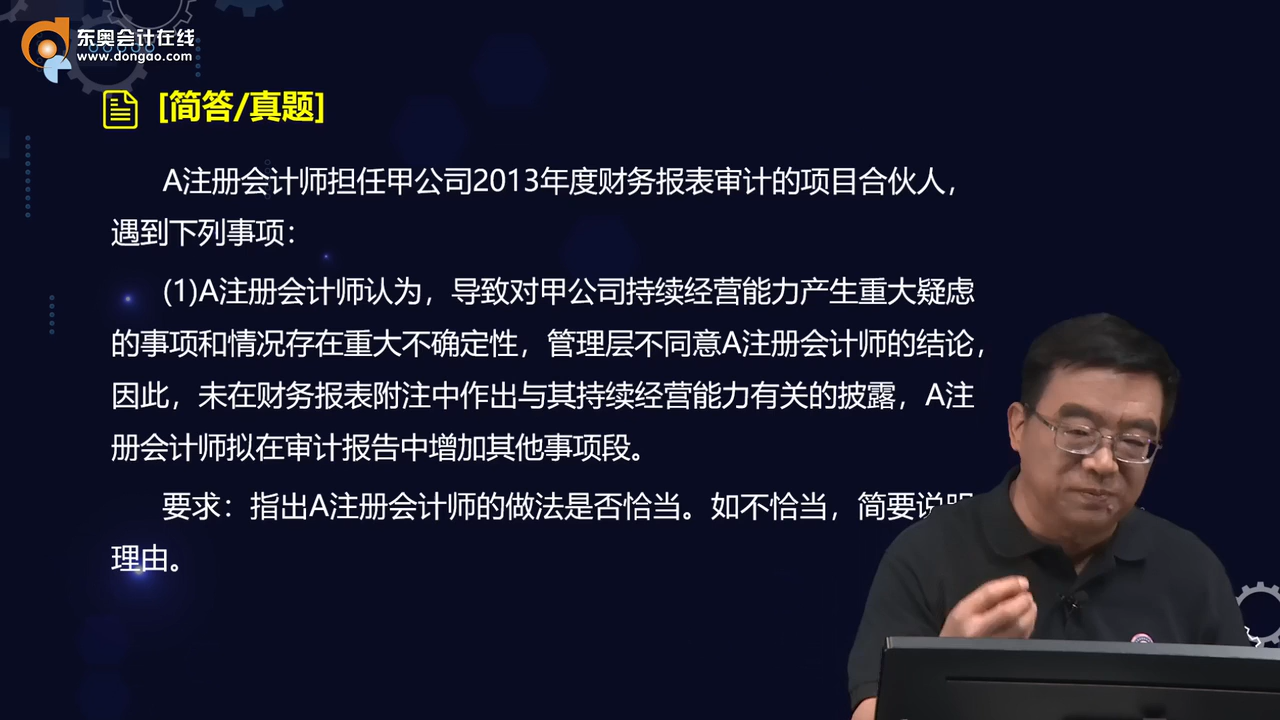 东奥会计在线
www.dongao.com
[简答/真题]
A注册会计师担任甲公司2013年度财务报表审计的项目合伙人，
遇到下列事项：
(1)A注册会计师认为，导致对甲公司持续经营能力产生重大疑虑
的事项和情况存在重大不确定性，管理层不同意A注册会计师的结论，
因此，未在财务报表附注中作出与其持续经营能力有关的披露，A注
册会计师拟在审计报告中增加其他事项段。
要求：指出A注册会计师的做法是否恰当。如不恰当，简要说明
理由。